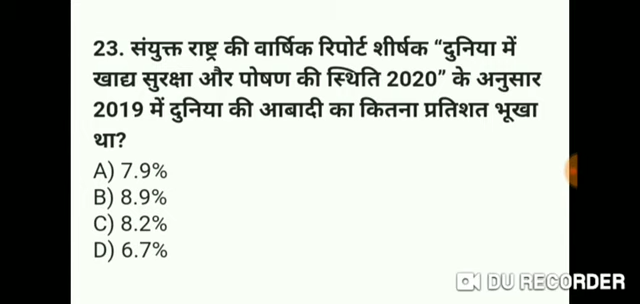 23. संयुक्त राष्ट्र की वार्षिक रिपोर्ट शीर्षक “दुनिया में
खाद्य सुरक्षा और पोषण की स्थिति 2020” के अनुसार
2019 में दुनिया की आबादी का कितना प्रतिशत भूखा
था?
A) 7.9%
B) 8.9%
C) 8.2%
D) 6.7%
DU RECORDER